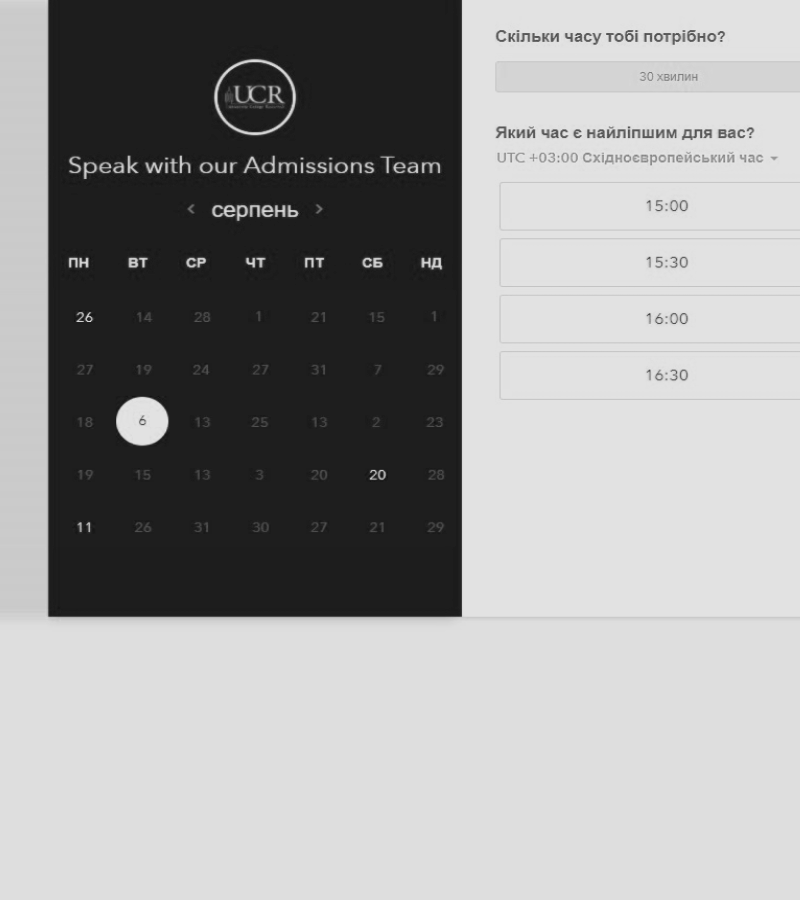 UCR
Speak with our Admissions Team
< серпень >
ПН ВТ СР ЧТ ПТ СБ НД
26 14 28 1 21 15 1
27 19 24 27 31 7 29
18 6 13 25 13 2 23
19 15 13 3 20 20 28
11 26 31 30 27 21 29
Скільки часу тобі потрібно?
30 хвилин
Який час є найліпшим для вас?
UTC +03:00 Східноєвропейський час
15:00
15:30
16:00
16:30